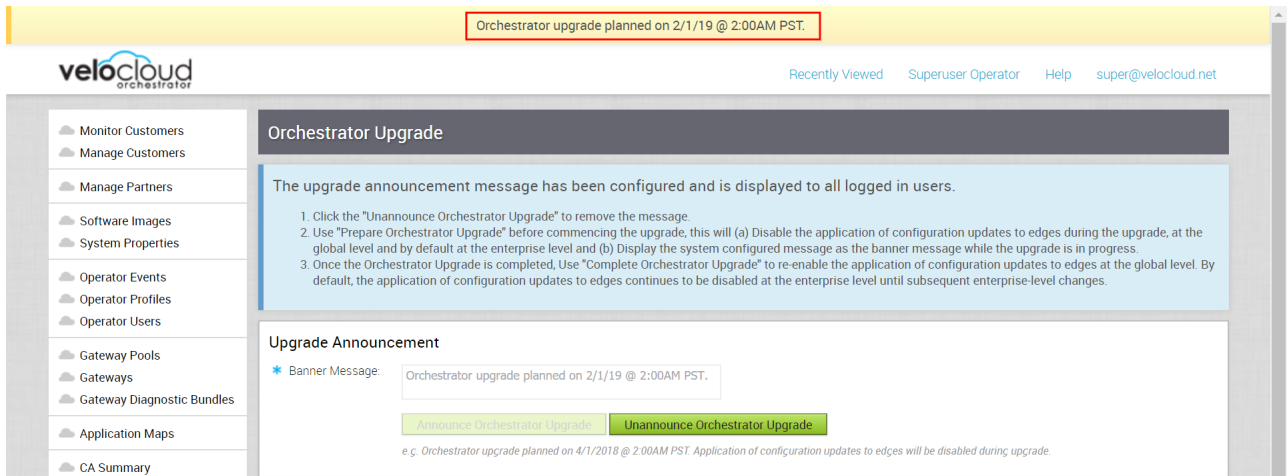 Orchestrator upgrade planned on 2/1/19 @ 2:00AM PST.
velocloud
orchestrator
Recently Viewed Superuser Operator Help super@velocloud.net
Monitor Customers
Manage Customers
Manage Partners
Software Images
System Properties
Operator Events
Operator Profiles
Operator Users
Gateway Pools
Gateways
Gateway Diagnostic Bundles
Application Maps
CA Summary
Orchestrator Upgrade
The upgrade announcement message has been configured and is displayed to all logged in users.
1. Click the "Unannounce Orchestrator Upgrade" to remove the message.
2. Use "Prepare Orchestrator Upgrade" before commencing the upgrade, this will (a) Disable the application of configuration updates to edges during the upgrade, at the
global level and by default at the enterprise level and (b) Display the system configured message as the banner message while the upgrade is in progress.
3. Once the Orchestrator Upgrade is completed, Use "Complete Orchestrator Upgrade" to re-enable the application of configuration updates to edges at the global level. By
default, the application of configuration updates to edges continues to be disabled at the enterprise level until subsequent enterprise-level changes.
Upgrade Announcement
* Banner Message:
Orchestrator upgrade planned on 2/1/19 @ 2:00AM PST.
Announce Orchestrator Upgrade Unannounce Orchestrator Upgrade
e.g. Orchestrator upgrade planned on 4/1/2018 @ 2:00AM PST. Application of configuration updates to edges will be disabled during upgrade.